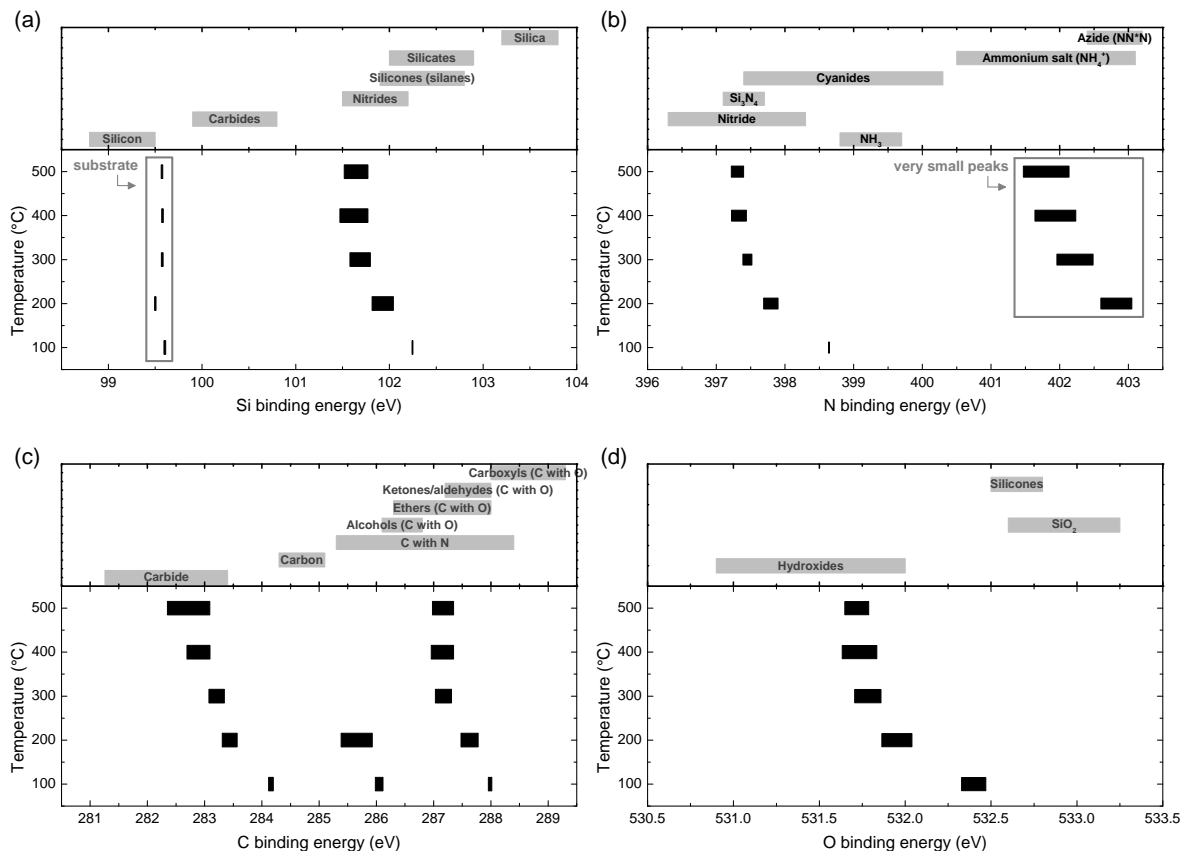 (a)
Silica
Silicates
Silicones (silanes)
Nitrides
Carbides
Silicon
substrate
500
400
300
200
100
Temperature (°C)
99 100 101 102 103 104
Si binding energy (eV)
(b)
Azide (NN*N)
Ammonium salt (NH₄⁺)
Cyanides
Si₃N₄
Nitride
NH₃
very small peaks
500
400
300
200
100
Temperature (°C)
396 397 398 399 400 401 402 403
N binding energy (eV)
(c)
Carboxyls (C with O)
Ketones/aldehydes (C with O)
Ethers (C with O)
Alcohols (C with O)
C with N
Carbon
Carbide
500
400
300
200
100
Temperature (°C)
281 282 283 284 285 286 287 288 289
C binding energy (eV)
(d)
Silicones
SiO₂
Hydroxides
500
400
300
200
100
Temperature (°C)
530.5 531.0 531.5 532.0 532.5 533.0 533.5
O binding energy (eV)